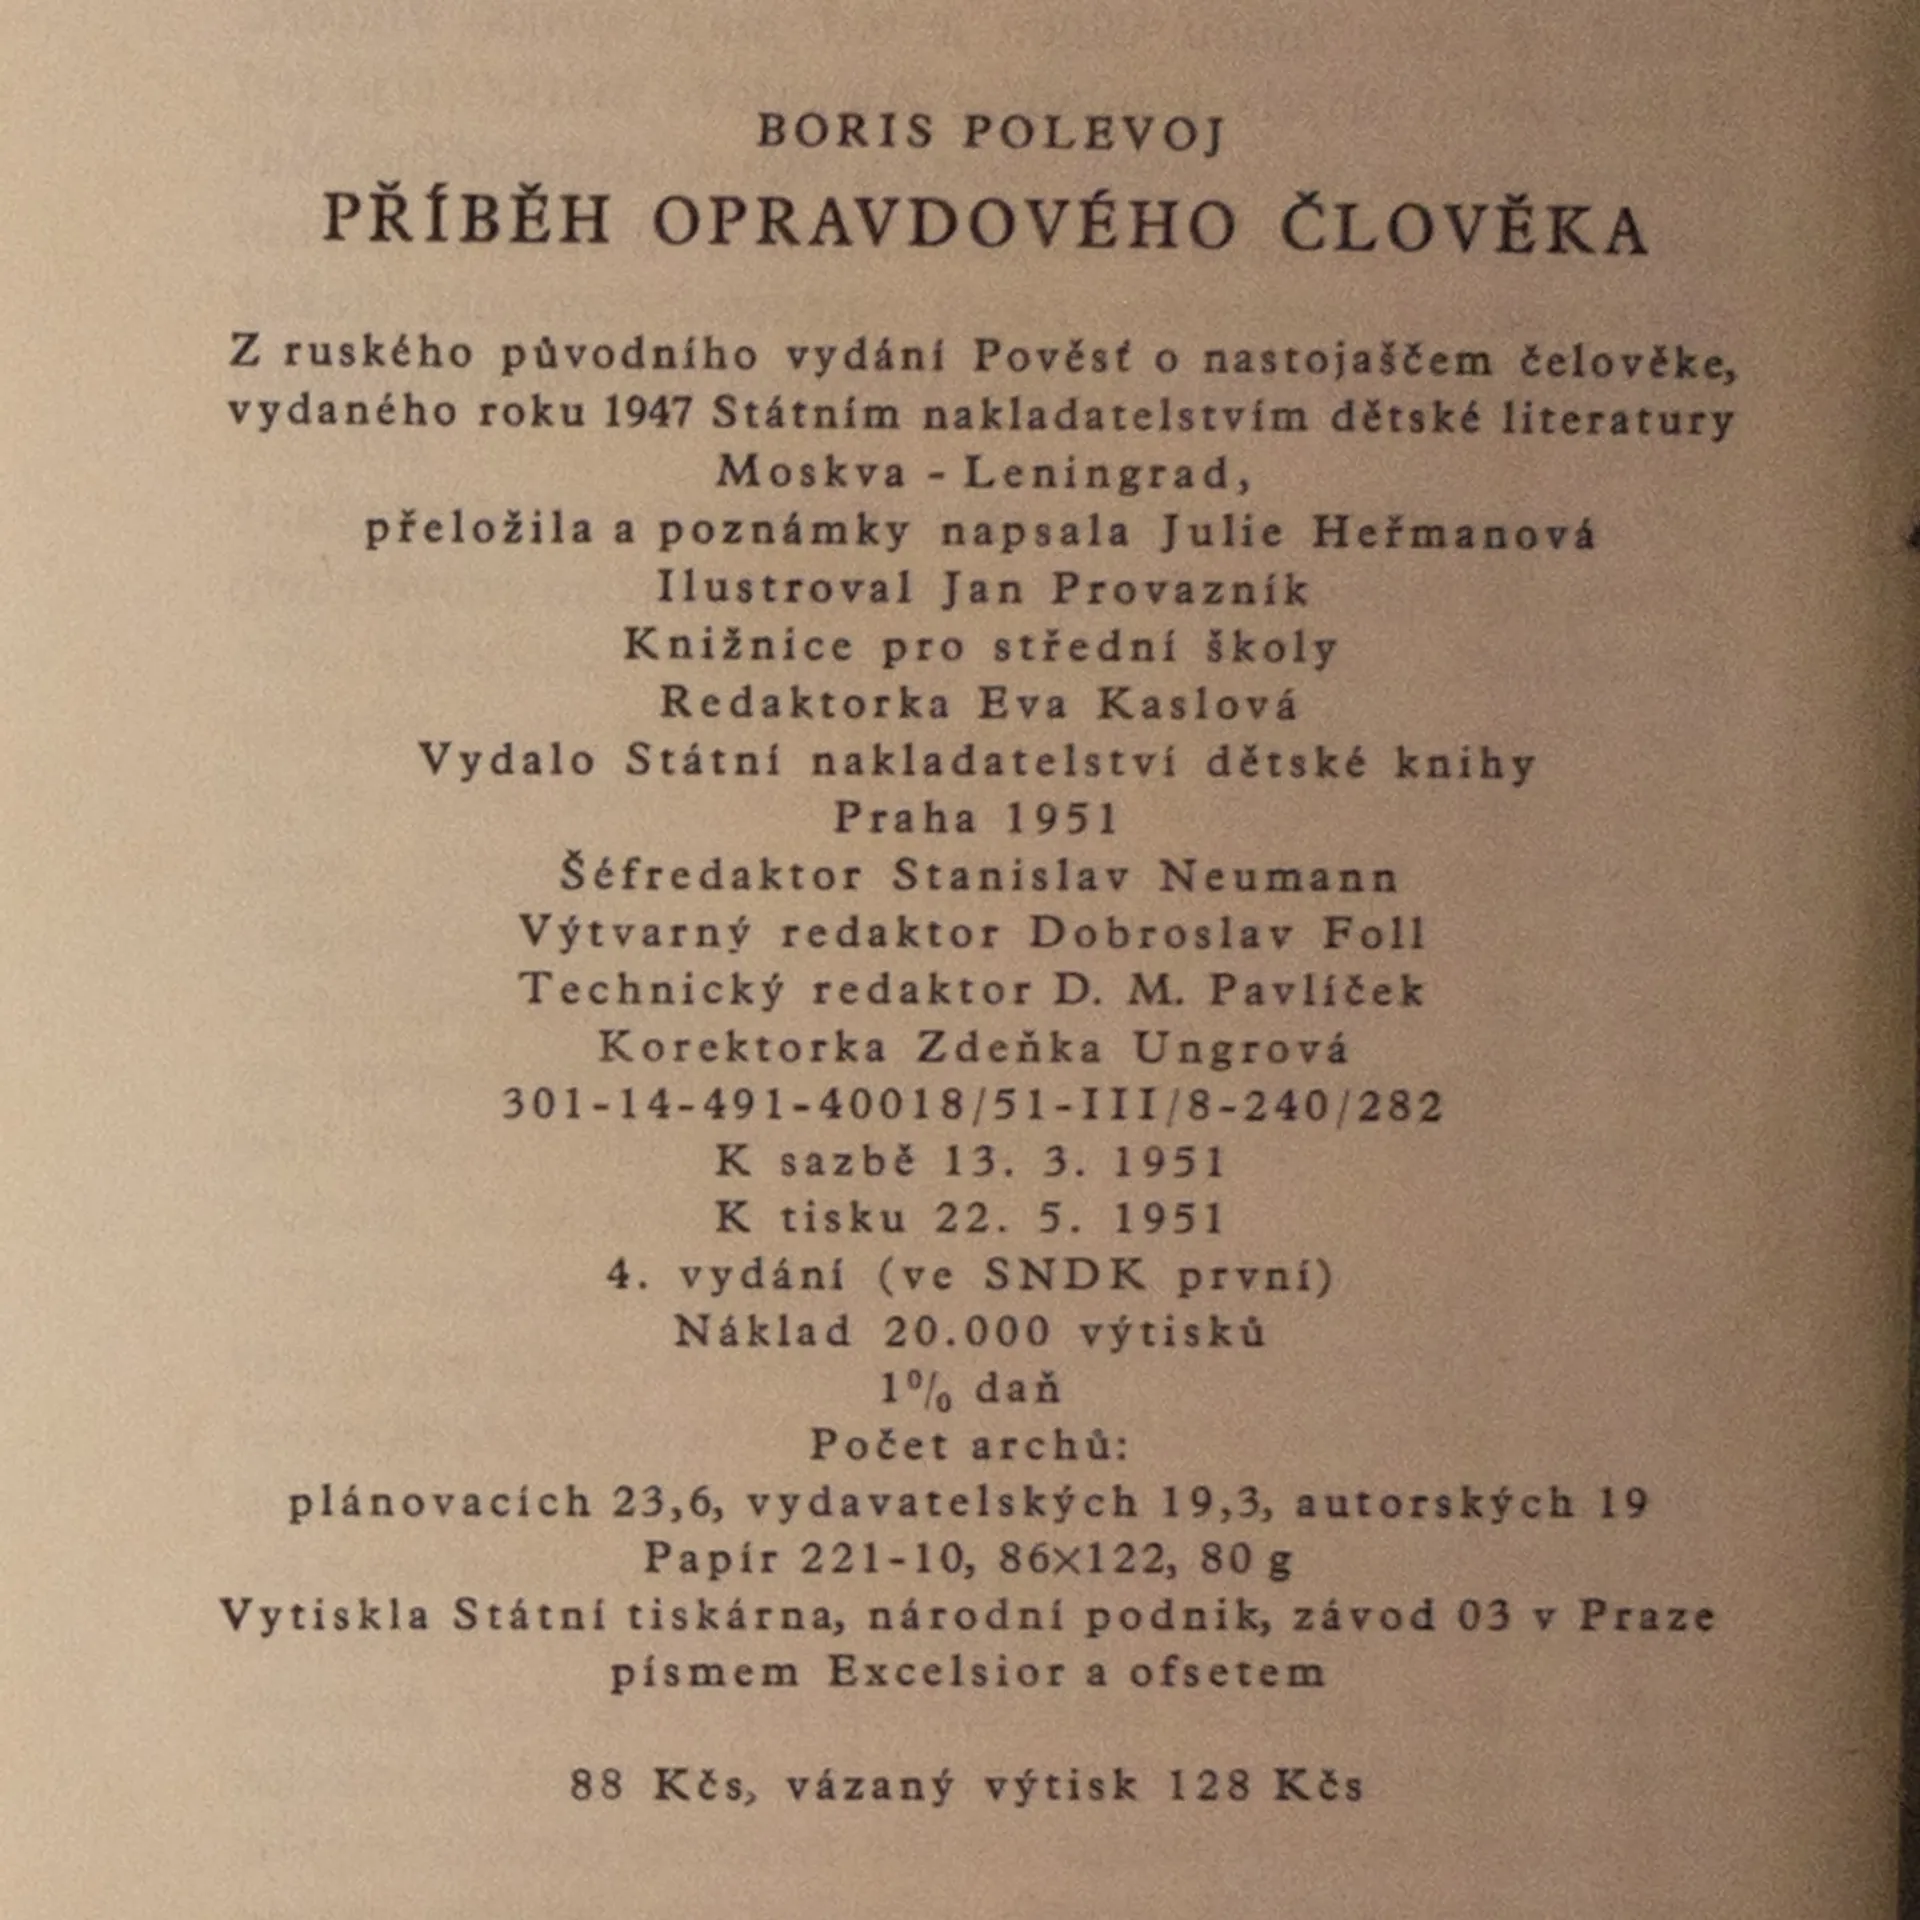 BORIS POLEVOJ
PŘÍBĚH OPRAVDOVÉHO ČLOVĚKA
Z ruského původního vydání Pověsť o nastojaščem čelověke,
vydaného roku 1947 Státním nakladatelstvím dětské literatury
Moskva - Leningrad,
přeložila a poznámky napsala Julie Heřmanová
Ilustroval Jan Provazník
Knižnice pro střední školy
Redaktorka Eva Kaslová
Vydalo Státní nakladatelství dětské knihy
Praha 1951
Šéfredaktor Stanislav Neumann
Výtvarný redaktor Dobroslav Foll
Technický redaktor D. M. Pavlíček
Korektorka Zdeňka Ungrová
301-14-491-40018/51-III/8-240/282
K sazbě 13. 3. 1951
K tisku 22. 5. 1951
4. vydání (ve SNDK první)
Náklad 20.000 výtisků
1% daň
Počet archů:
plánovacích 23,6, vydavatelských 19,3, autorských 19
Papír 221-10, 86×122, 80 g
Vytiskla Státní tiskárna, národní podnik, závod 03 v Praze
písmem Excelsior a ofsetem
88 Kčs, vázaný výtisk 128 Kčs